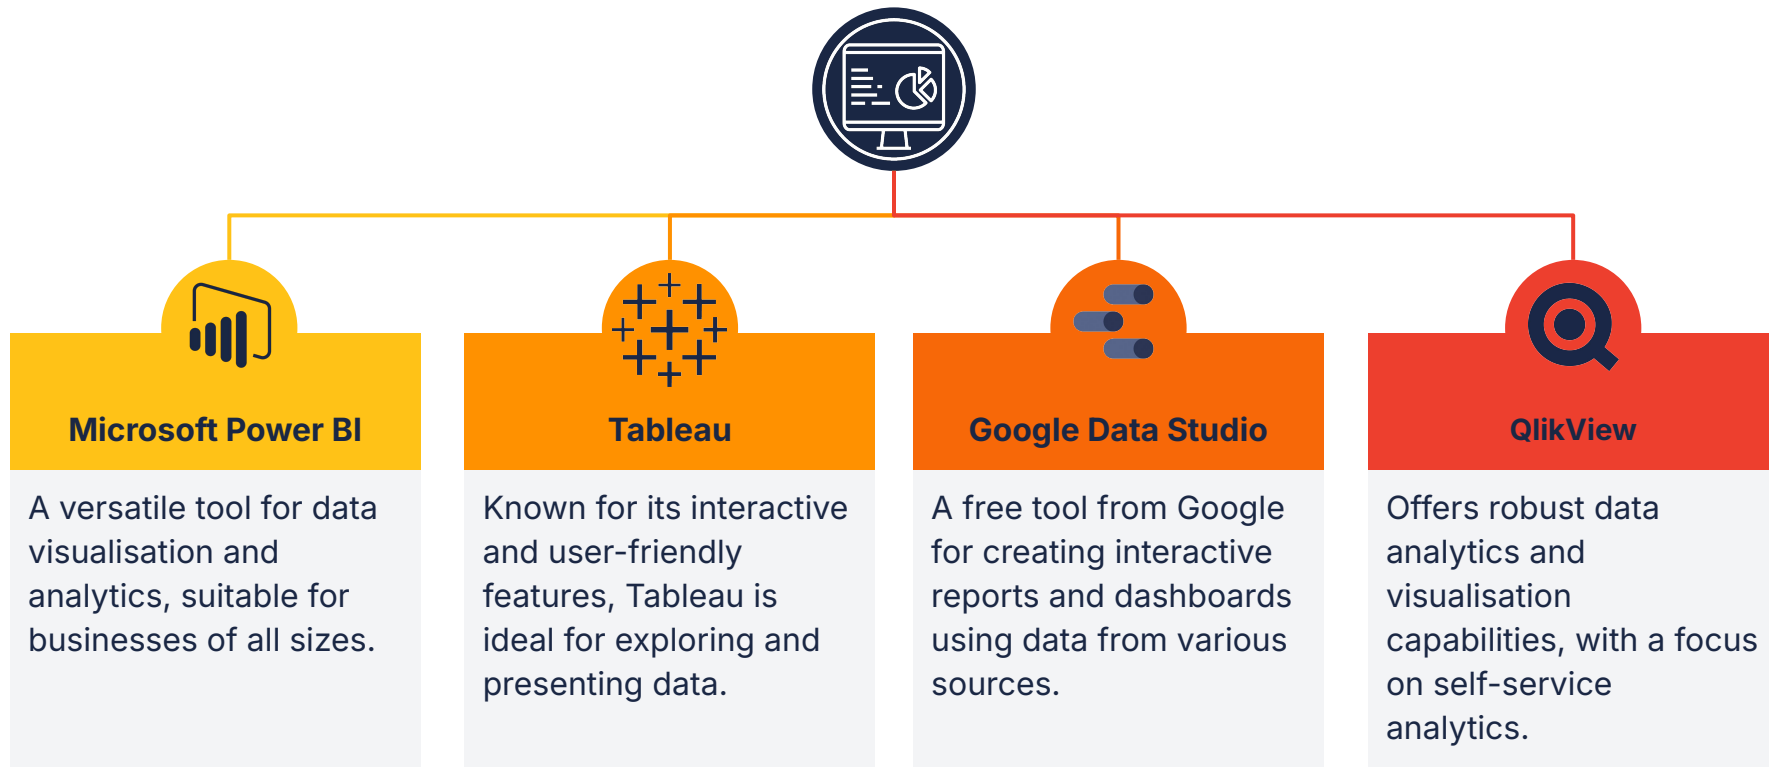 Microsoft Power BI
A versatile tool for data
visualisation and
analytics, suitable for
businesses of all sizes.
Tableau
Known for its interactive
and user-friendly
features, Tableau is
ideal for exploring and
presenting data.
Google Data Studio
A free tool from Google
for creating interactive
reports and dashboards
using data from various
sources.
QlikView
Offers robust data
analytics and
visualisation
capabilities, with a focus
on self-service
analytics.